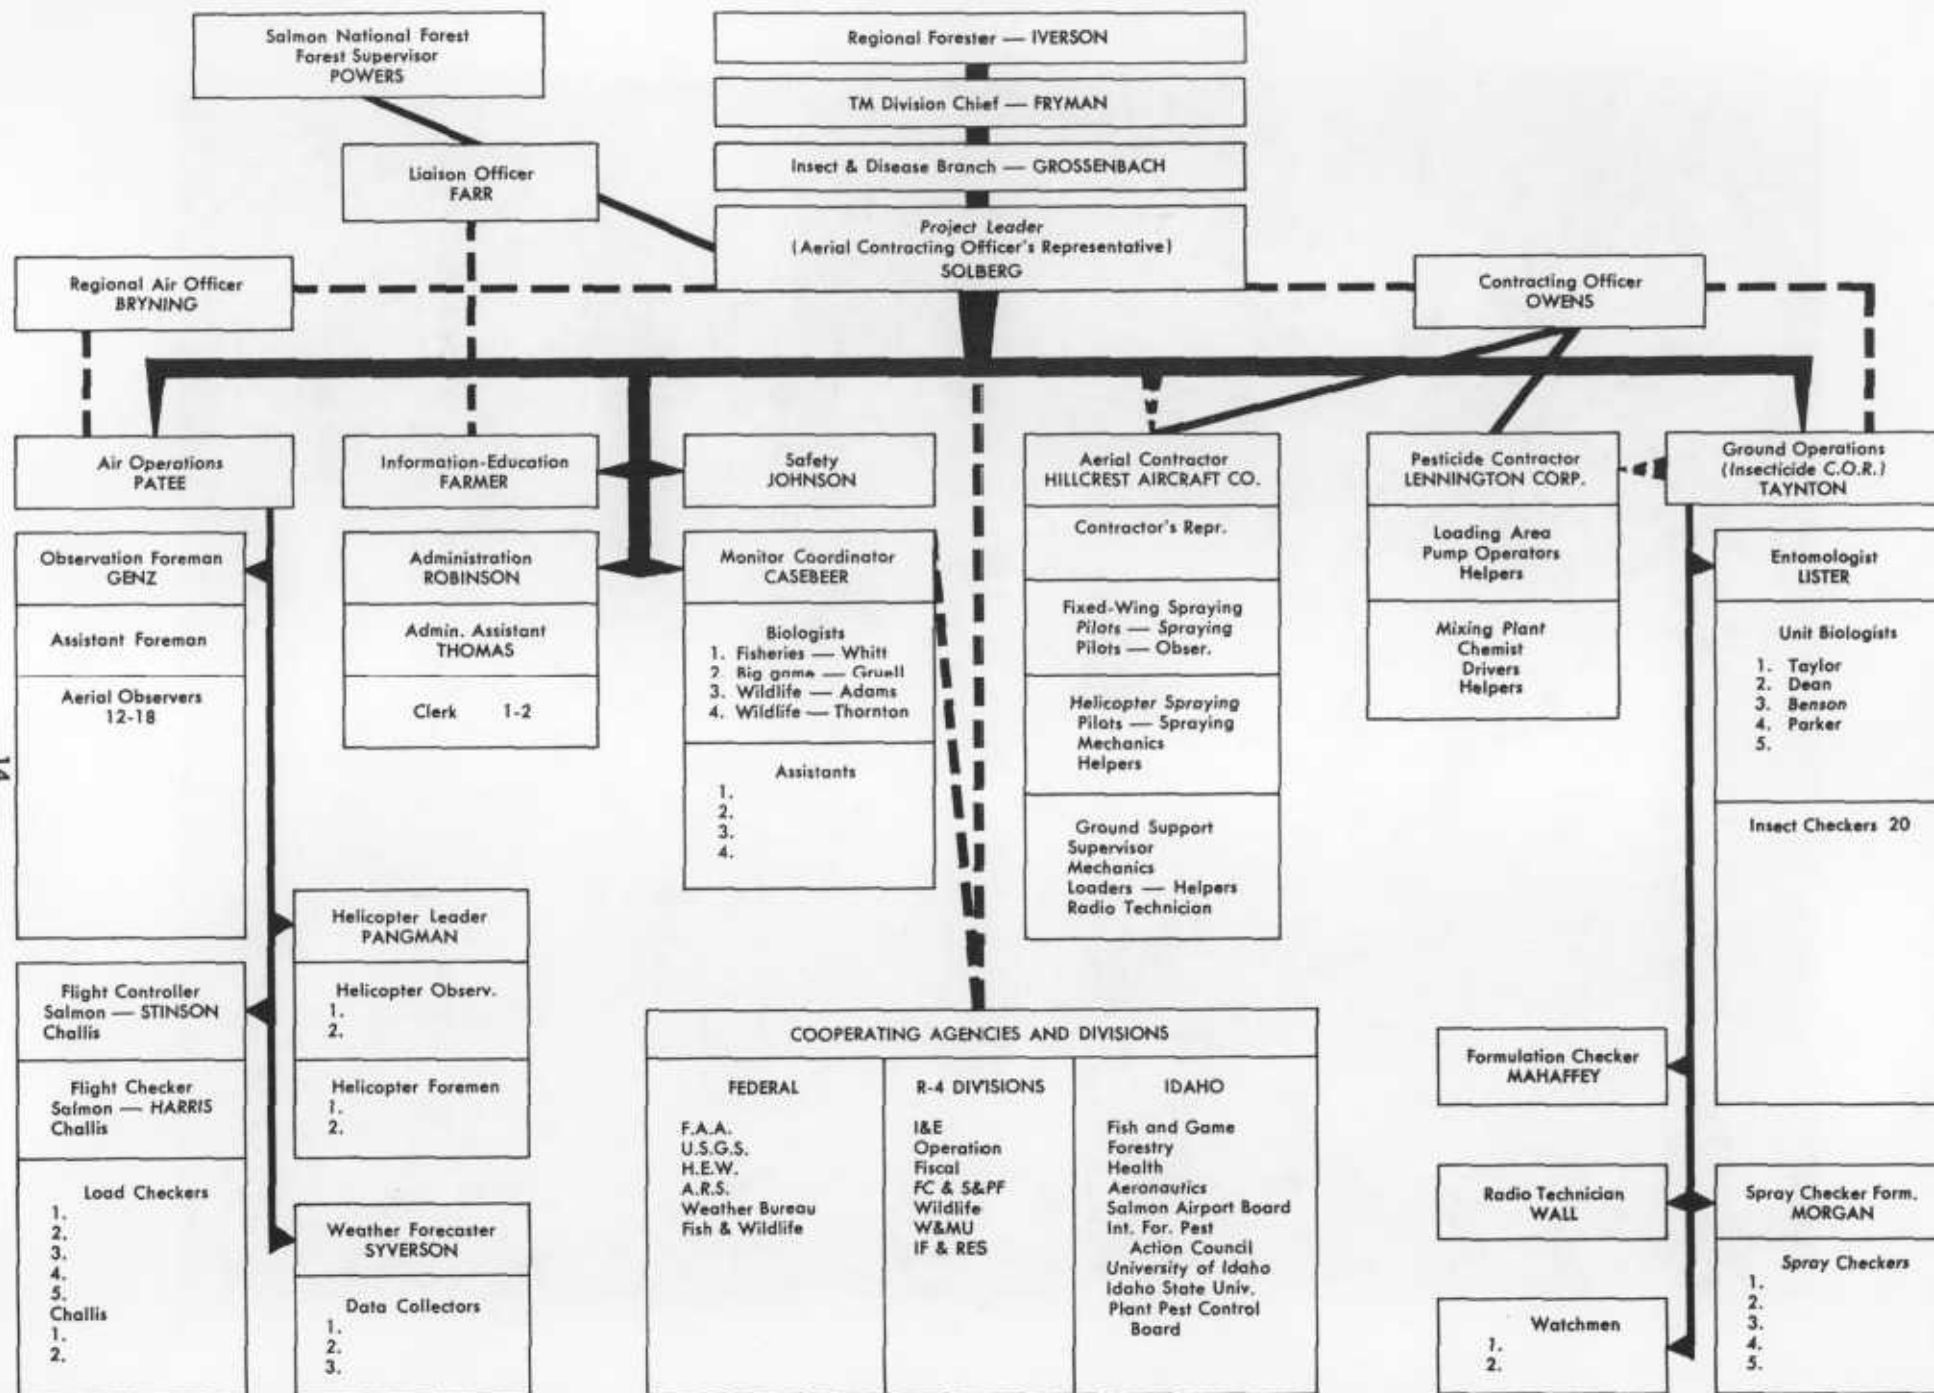 Salmon National Forest
Forest Supervisor
POWERS
Regional Forester — IVERSON
TM Division Chief — FRYMAN
Insect & Disease Branch — GROSSENBACH
Liaison Officer
FARR
Project Leader
(Aerial Contracting Officer's Representative)
SOLBERG
Regional Air Officer
BRYNING
Contracting Officer
OWENS
Air Operations
PATEE
Information-Education
FARMER
Safety
JOHNSON
Aerial Contractor
HILLCREST AIRCRAFT CO.
Contractor's Repr.
Fixed-Wing Spraying
Pilots — Spraying
Pilots — Obser.
Helicopter Spraying
Pilots — Spraying
Mechanics
Helpers
Ground Support
Supervisor
Mechanics
Loaders — Helpers
Radio Technician
Pesticide Contractor
LENNINGTON CORP.
Loading Area
Pump Operators
Helpers
Mixing Plant
Chemist
Drivers
Helpers
Ground Operations
(Insecticide C.O.R.)
TAYNTON
Observation Foreman
GENZ
Assistant Foreman
Aerial Observers
12-18
Administration
ROBINSON
Admin. Assistant
THOMAS
Clerk 1-2
Monitor Coordinator
CASEBEER
Biologists
1. Fisheries — Whitt
2. Big game — Gruell
3. Wildlife — Adams
4. Wildlife — Thornton
Assistants
1.
2.
3.
4.
Entomologist
LISTER
Unit Biologists
1. Taylor
2. Dean
3. Benson
4. Parker
5.
Insect Checkers 20
14
Helicopter Leader
PANGMAN
Helicopter Observ.
1.
2.
Helicopter Foremen
1.
2.
Flight Controller
Salmon — STINSON
Challis
Flight Checker
Salmon — HARRIS
Challis
Load Checkers
1.
2.
3.
4.
5.
Challis
1.
2.
Weather Forecaster
SYVERSON
Data Collectors
1.
2.
3.
COOPERATING AGENCIES AND DIVISIONS
FEDERAL
F.A.A.
U.S.G.S.
H.E.W.
A.R.S.
Weather Bureau
Fish & Wildlife
R-4 DIVISIONS
I&E
Operation
Fiscal
FC & S&PF
Wildlife
W&MU
IF & RES
IDAHO
Fish and Game
Forestry
Health
Aeronautics
Salmon Airport Board
Int. For. Pest
Action Council
University of Idaho
Idaho State Univ.
Plant Pest Control
Board
Formulation Checker
MAHAFFEY
Radio Technician
WALL
Spray Checker Form.
MORGAN
Spray Checkers
1.
2.
3.
4.
5.
Watchmen
1.
2.